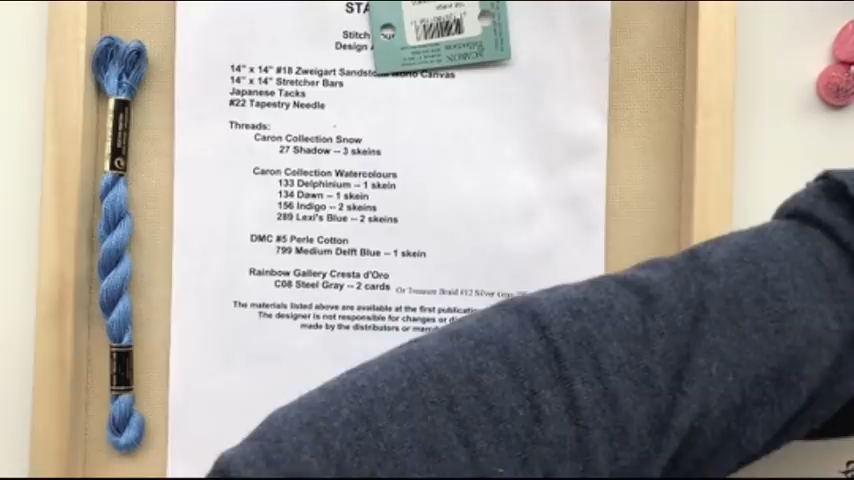 STA
Stitch
Design A
14" x 14" #18 Zweigart Sandstone Mono Canvas
14" x 14" Stretcher Bars
Japanese Tacks
#22 Tapestry Needle
Threads:
Caron Collection Snow
27 Shadow -- 3 skeins
Caron Collection Watercolours
133 Delphinium -- 1 skein
134 Dawn -- 1 skein
156 Indigo -- 2 skeins
289 Lexi's Blue -- 2 skeins
DMC #5 Perle Cotton
799 Medium Delft Blue -- 1 skein
Rainbow Gallery Cresta d'Oro
C08 Steel Gray -- 2 cards Or Treasure Braid #12 Silver Gray
The materials listed above are available at the first publication
The designer is not responsible for changes or di
made by the distributors or manu